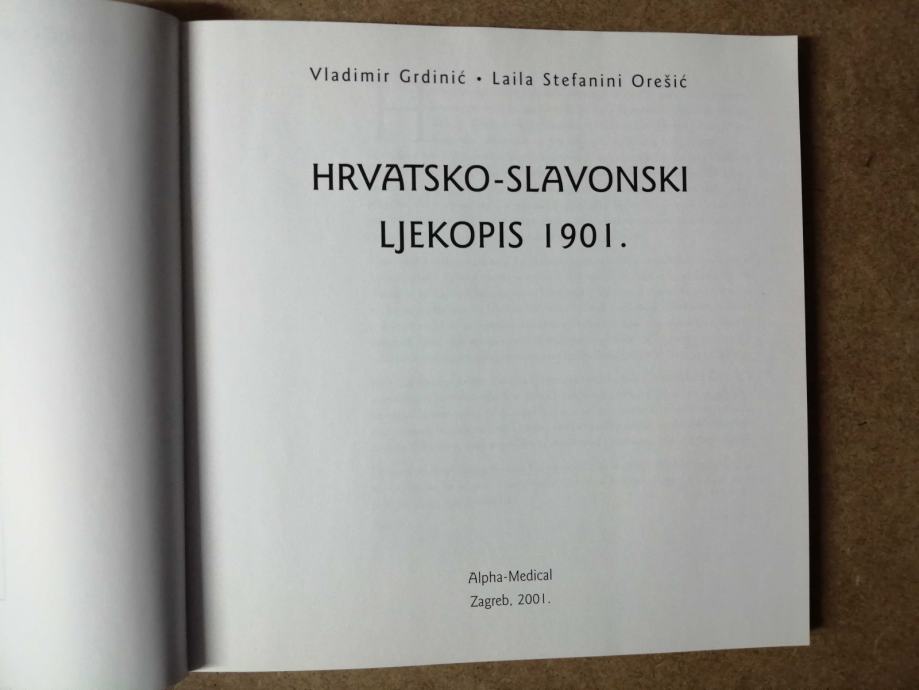 Vladimir Grdinić • Laila Stefanini Orešić
HRVATSKO-SLAVONSKI
LJEKOPIS 1901.
Alpha-Medical
Zagreb, 2001.